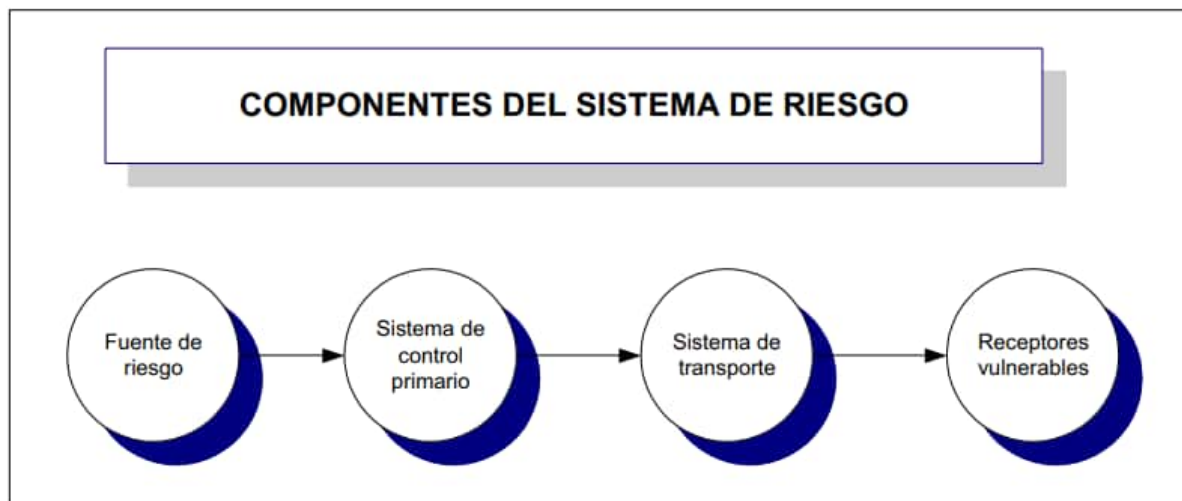 COMPONENTES DEL SISTEMA DE RIESGO
Fuente de
riesgo
Sistema de
control
primario
Sistema de
transporte
Receptores
vulnerables